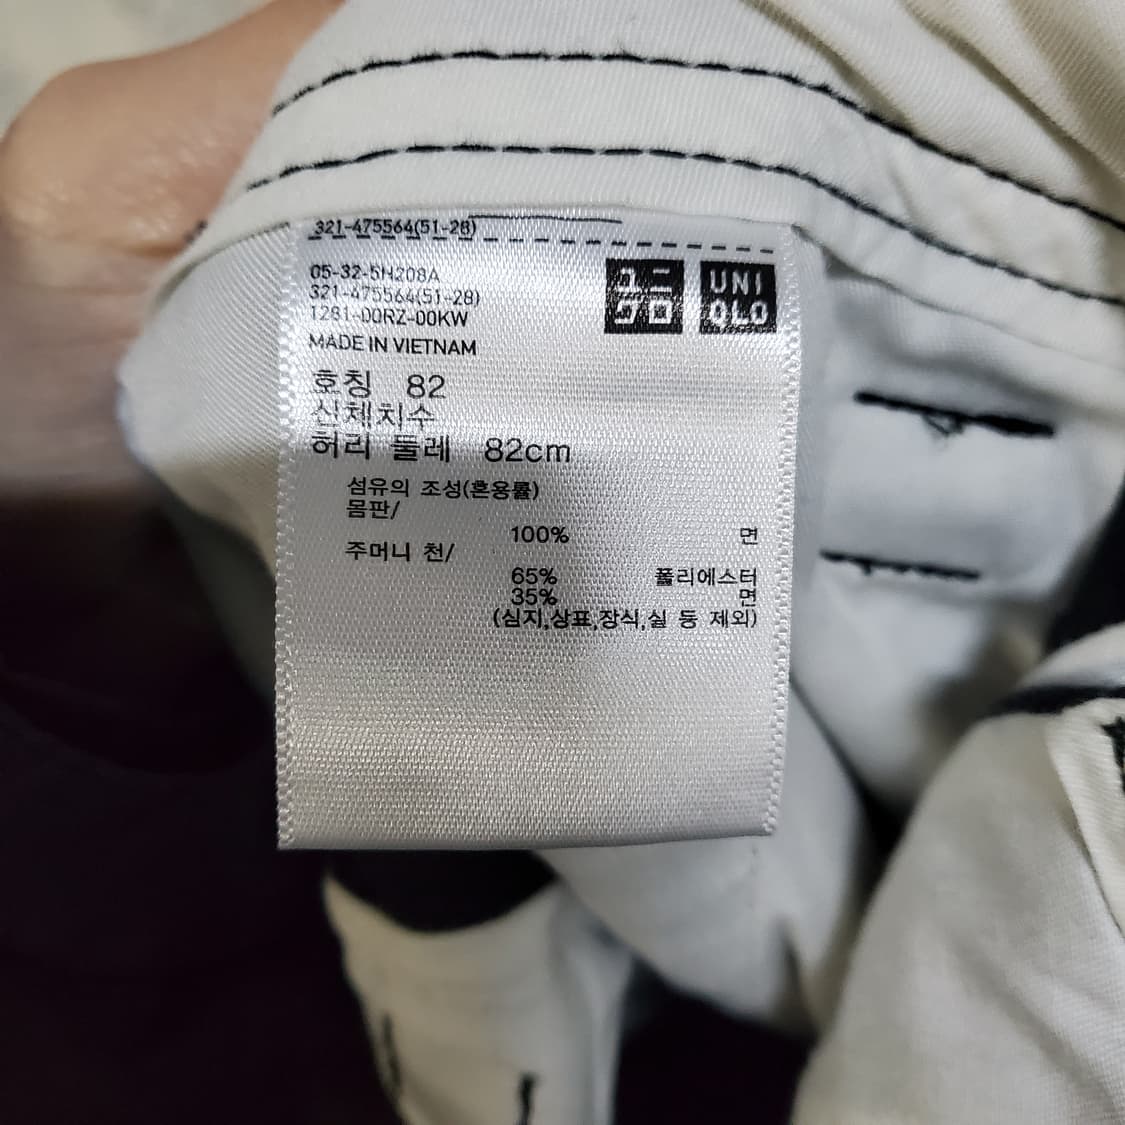 321-475564(51-28)
05-32-5H208A
321-475564(51-28)
1281-00RZ-00KW
MADE IN VIETNAM
ユニ
クロ
UNI
QLO
호칭 82
신체치수
허리 둘레 82cm
섬유의 조성(혼용률)
몸판/
100% 면
주머니 천/
65% 폴리에스터
35% 면
(심지,상표,장식,실 등 제외)